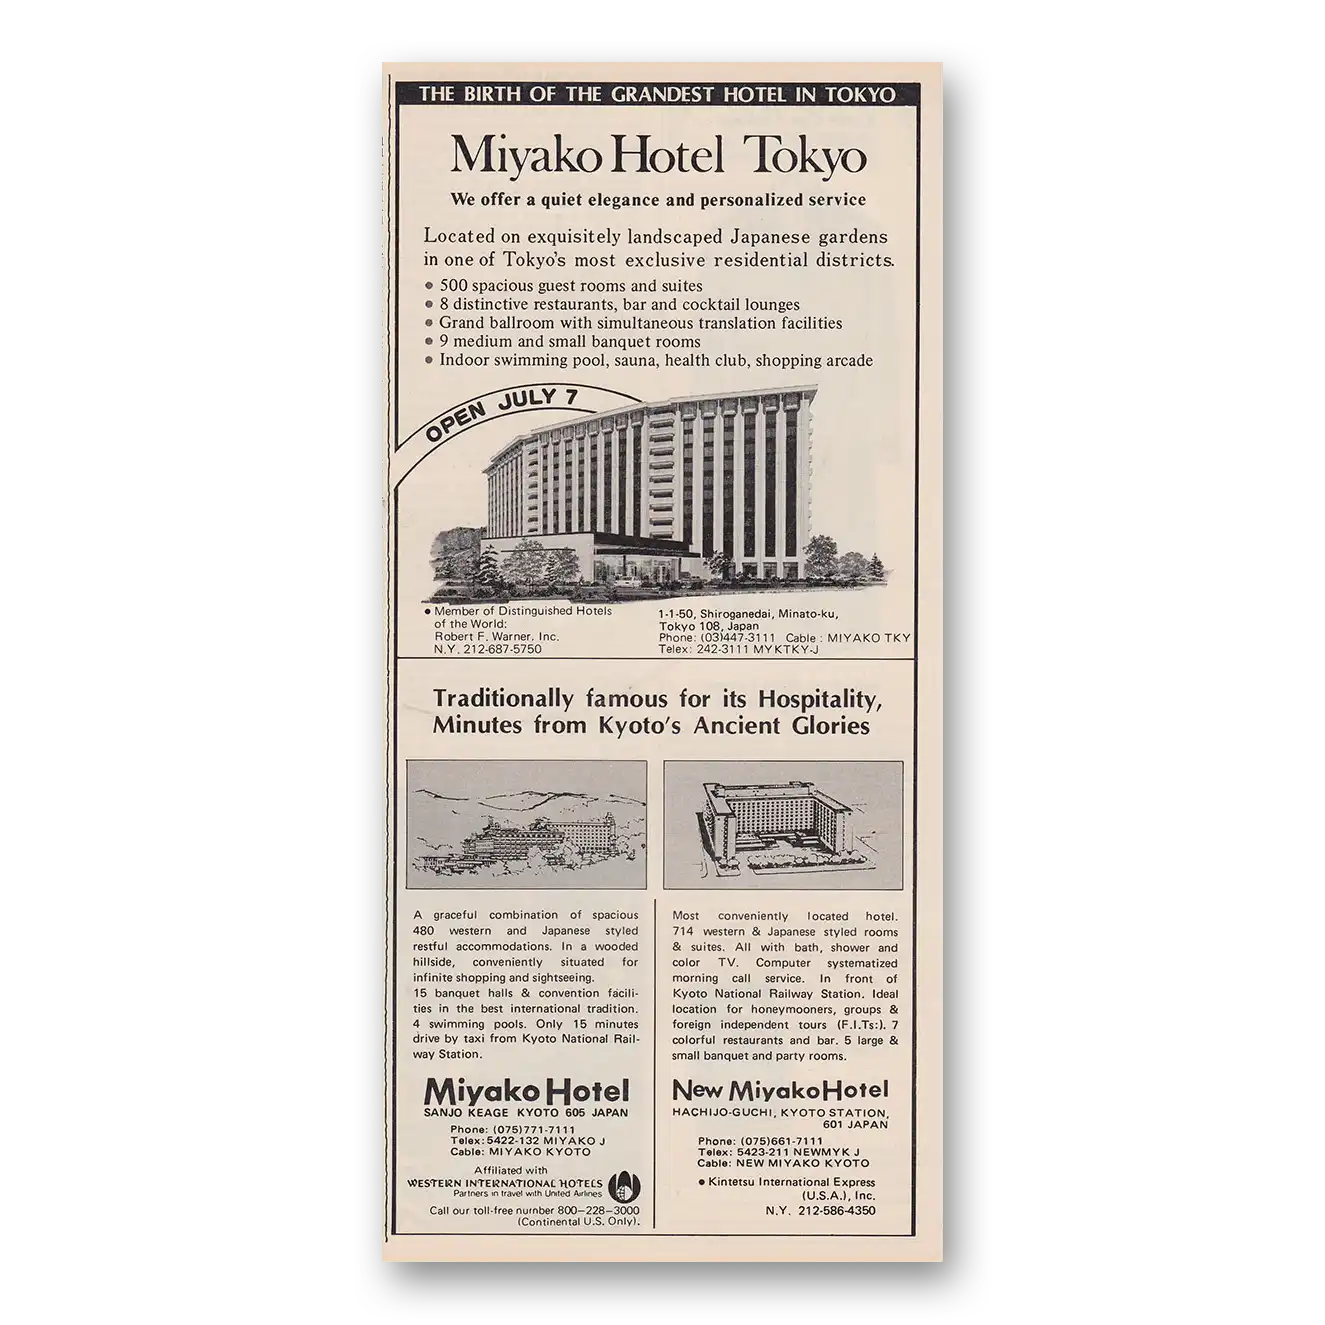 THE BIRTH OF THE GRANDEST HOTEL IN TOKYO
Miyako Hotel Tokyo
We offer a quiet elegance and personalized service
Located on exquisitely landscaped Japanese gardens
in one of Tokyo's most exclusive residential districts.
• 500 spacious guest rooms and suites
• 8 distinctive restaurants, bar and cocktail lounges
• Grand ballroom with simultaneous translation facilities
• 9 medium and small banquet rooms
• Indoor swimming pool, sauna, health club, shopping arcade
OPEN JULY 7
• Member of Distinguished Hotels
of the World:
Robert F. Warner, Inc.
N.Y. 212-687-5750
1-1-50, Shiroganedai, Minato-ku,
Tokyo 108, Japan
Phone: (03)447-3111 Cable : MIYAKO TKY
Telex: 242-3111 MYKTKY-J
Traditionally famous for its Hospitality,
Minutes from Kyoto's Ancient Glories
A graceful combination of spacious
480 western and Japanese styled
restful accommodations. In a wooded
hillside, conveniently situated for
infinite shopping and sightseeing.
15 banquet halls & convention facili-
ties in the best international tradition.
4 swimming pools. Only 15 minutes
drive by taxi from Kyoto National Rail-
way Station.
Miyako Hotel
SANJO KEAGE KYOTO 605 JAPAN
Phone: (075)771-7111
Telex: 5422-132 MIYAKO J
Cable: MIYAKO KYOTO
Affiliated with
WESTERN INTERNATIONAL HOTELS
Partners in travel with United Airlines
Call our toll-free number 800-228-3000
(Continental U.S. Only).
Most conveniently located hotel.
714 western & Japanese styled rooms
& suites. All with bath, shower and
color TV. Computer systematized
morning call service. In front of
Kyoto National Railway Station. Ideal
location for honeymooners, groups &
foreign independent tours (F.I.Ts:). 7
colorful restaurants and bar. 5 large &
small banquet and party rooms.
New Miyako Hotel
HACHIJO-GUCHI, KYOTO STATION,
601 JAPAN
Phone: (075)661-7111
Telex: 5423-211 NEWMYK J
Cable: NEW MIYAKO KYOTO
• Kintetsu International Express
(U.S.A.), Inc.
N.Y. 212-586-4350